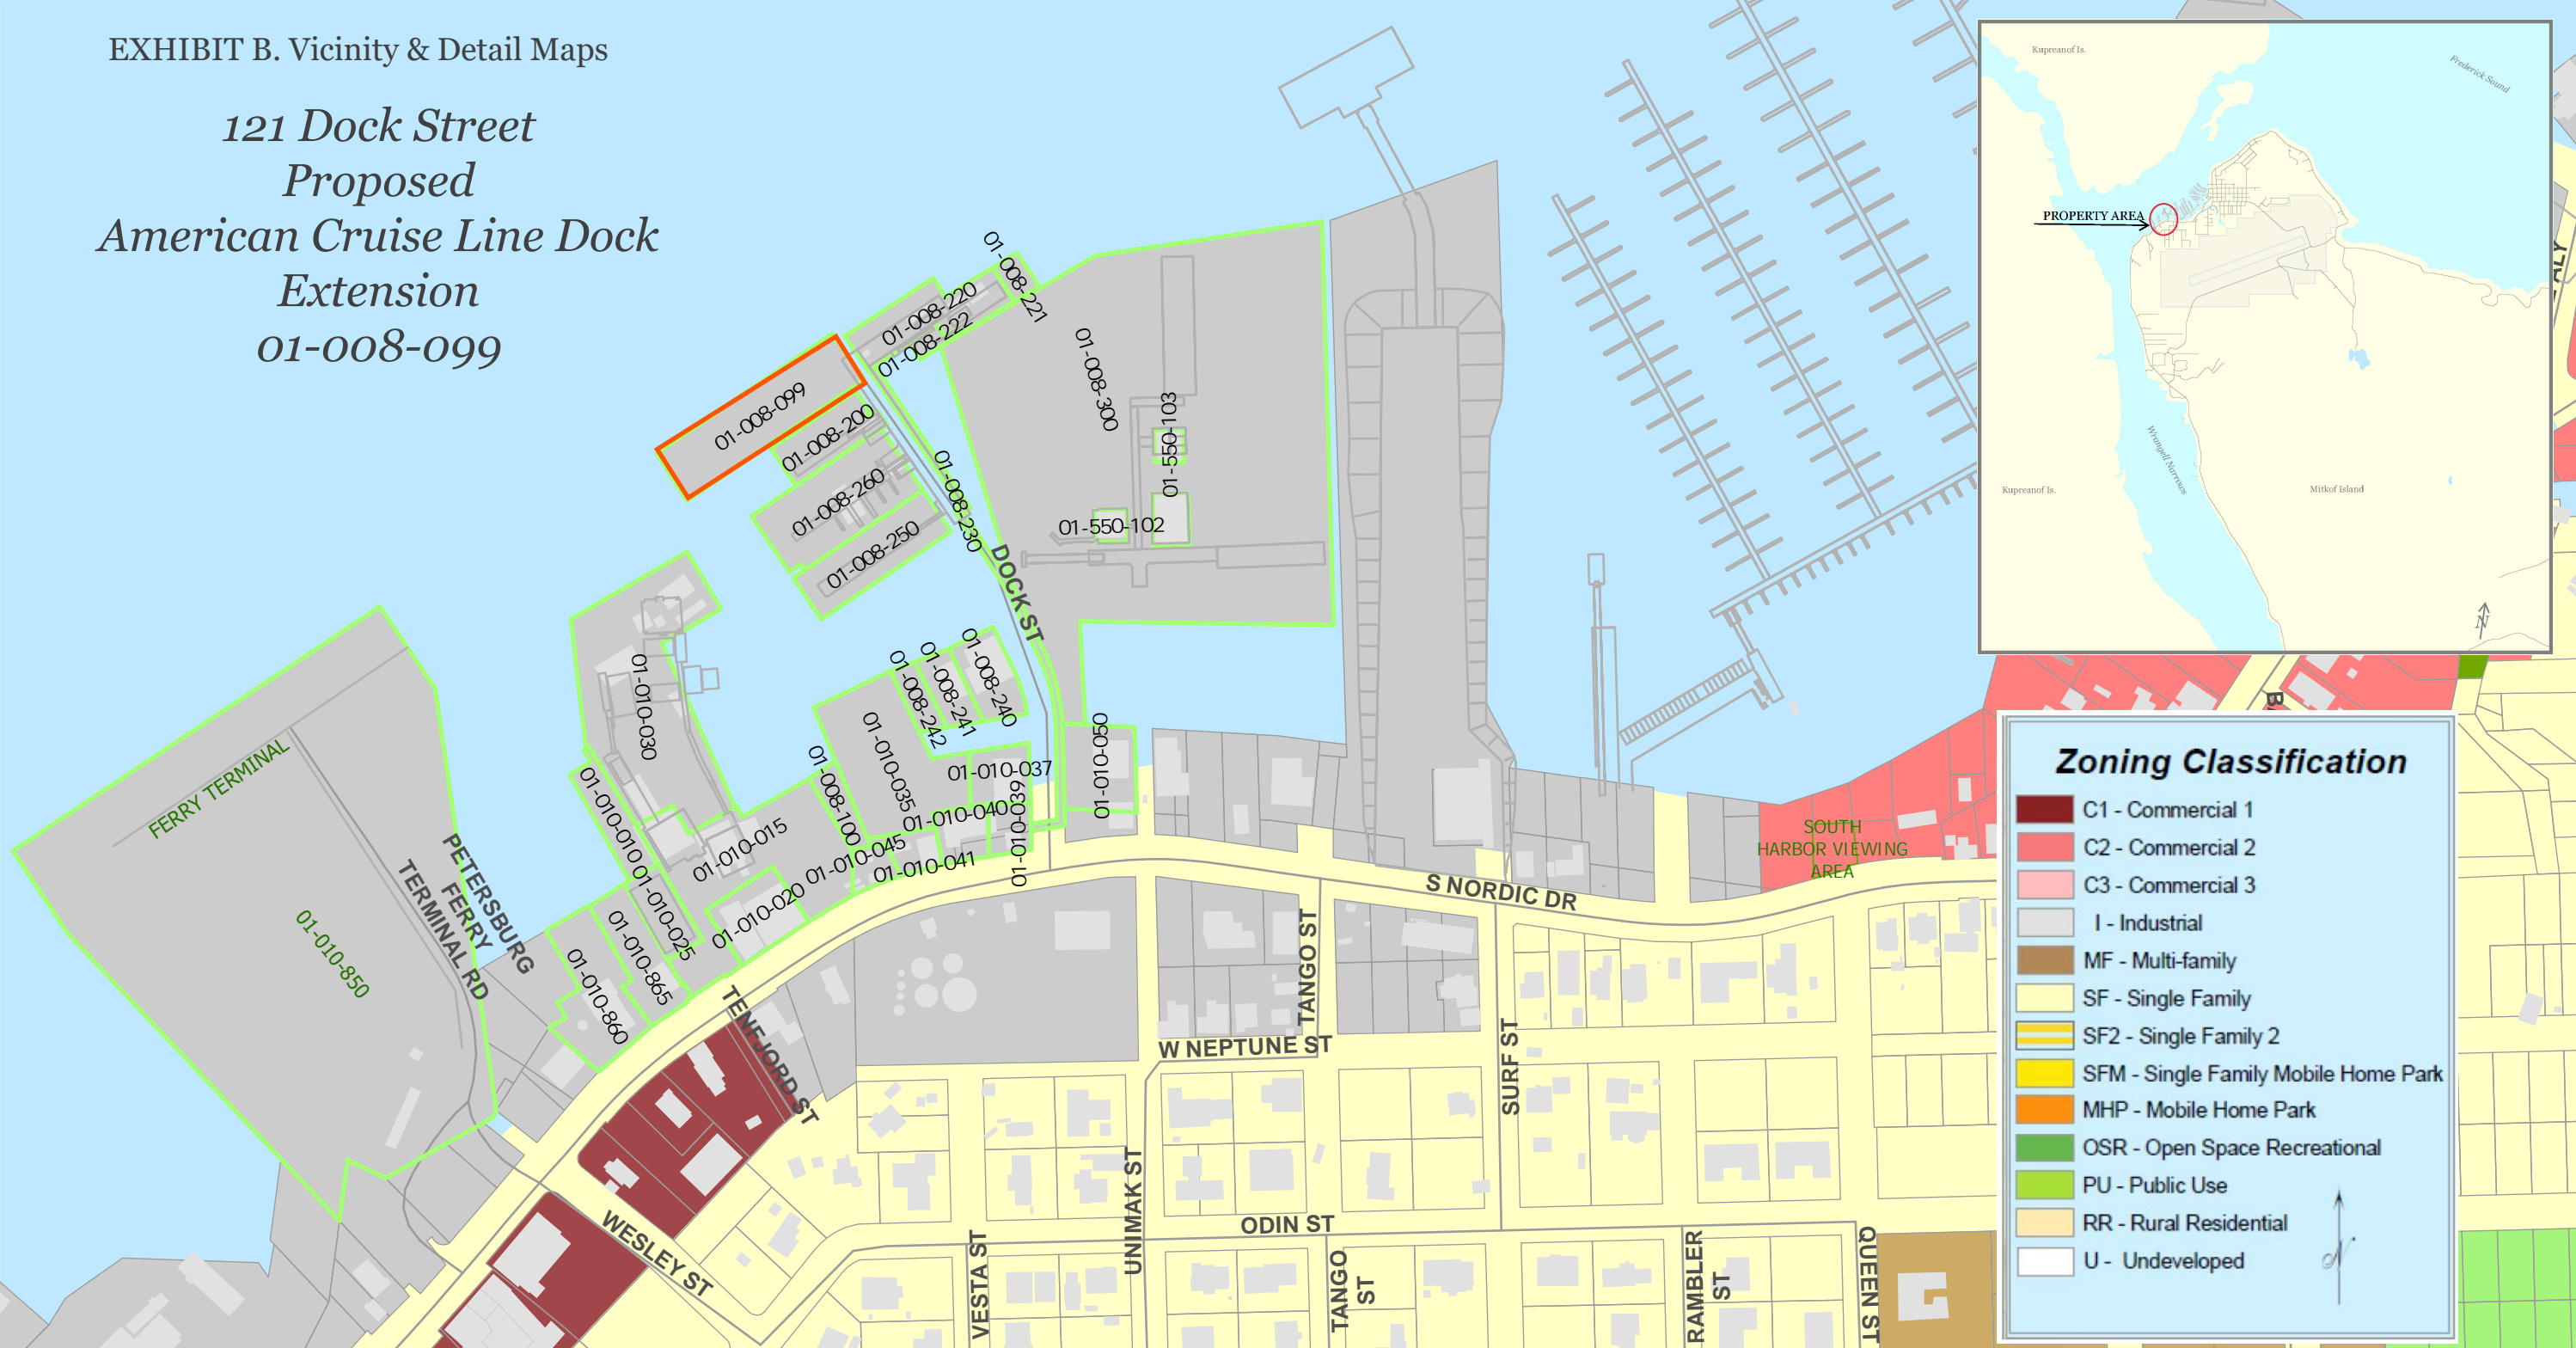 EXHIBIT B. Vicinity & Detail Maps
121 Dock Street
Proposed
American Cruise Line Dock
Extension
01-008-099
Kupreanof Is.
Frederick Sound
PROPERTY AREA
Wrangell Narrows
Kupreanof Is.
Mitkof Island
N
01-008-221
01-008-220
01-008-222
01-008-099
01-008-200
01-008-260
01-008-250
01-008-230
01-008-300
01-550-103
01-550-102
DOCK ST
01-008-240
01-008-241
01-008-242
01-010-030
01-010-035
01-010-037
01-010-039
01-010-050
01-008-100
01-010-040
01-010-045
01-010-041
01-010-010
01-010-015
01-010-020
01-010-025
01-010-865
01-010-860
FERRY TERMINAL
01-010-850
PETERSBURG
FERRY
TERMINAL RD
SOUTH
HARBOR VIEWING
AREA
S NORDIC DR
TENFJORD ST
TANGO ST
W NEPTUNE ST
SURF ST
UNIMAK ST
ODIN ST
WESLEY ST
VESTA ST
TANGO
ST
RAMBLER
ST
QUEEN ST
ALY
Zoning Classification
C1 - Commercial 1
C2 - Commercial 2
C3 - Commercial 3
I - Industrial
MF - Multi-family
SF - Single Family
SF2 - Single Family 2
SFM - Single Family Mobile Home Park
MHP - Mobile Home Park
OSR - Open Space Recreational
PU - Public Use
RR - Rural Residential
U - Undeveloped
N